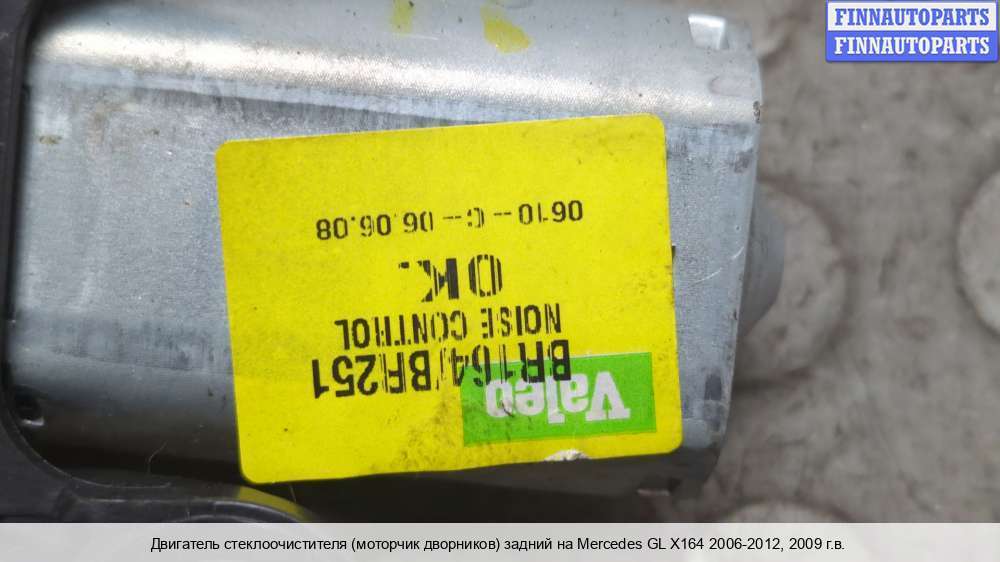 FINNAUTOPARTS
FINNAUTOPARTS
Valeo
BR164/BR251
NOISE CONTROL
OK.
0610 -- C -- 06.06.08
Двигатель стеклоочистителя (моторчик дворников) задний на Mercedes GL X164 2006-2012, 2009 г.в.